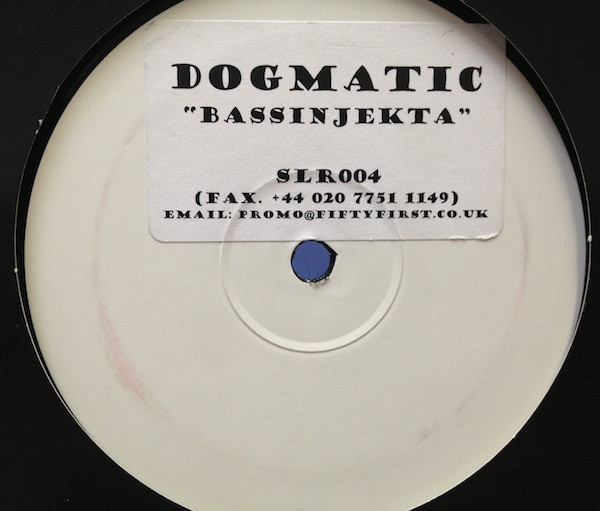 DOGMATIC
"BASSINJEKTA"
SLR004
(FAX. +44 020 7751 1149)
EMAIL: PROMO@FIFTYFIRST.CO.UK